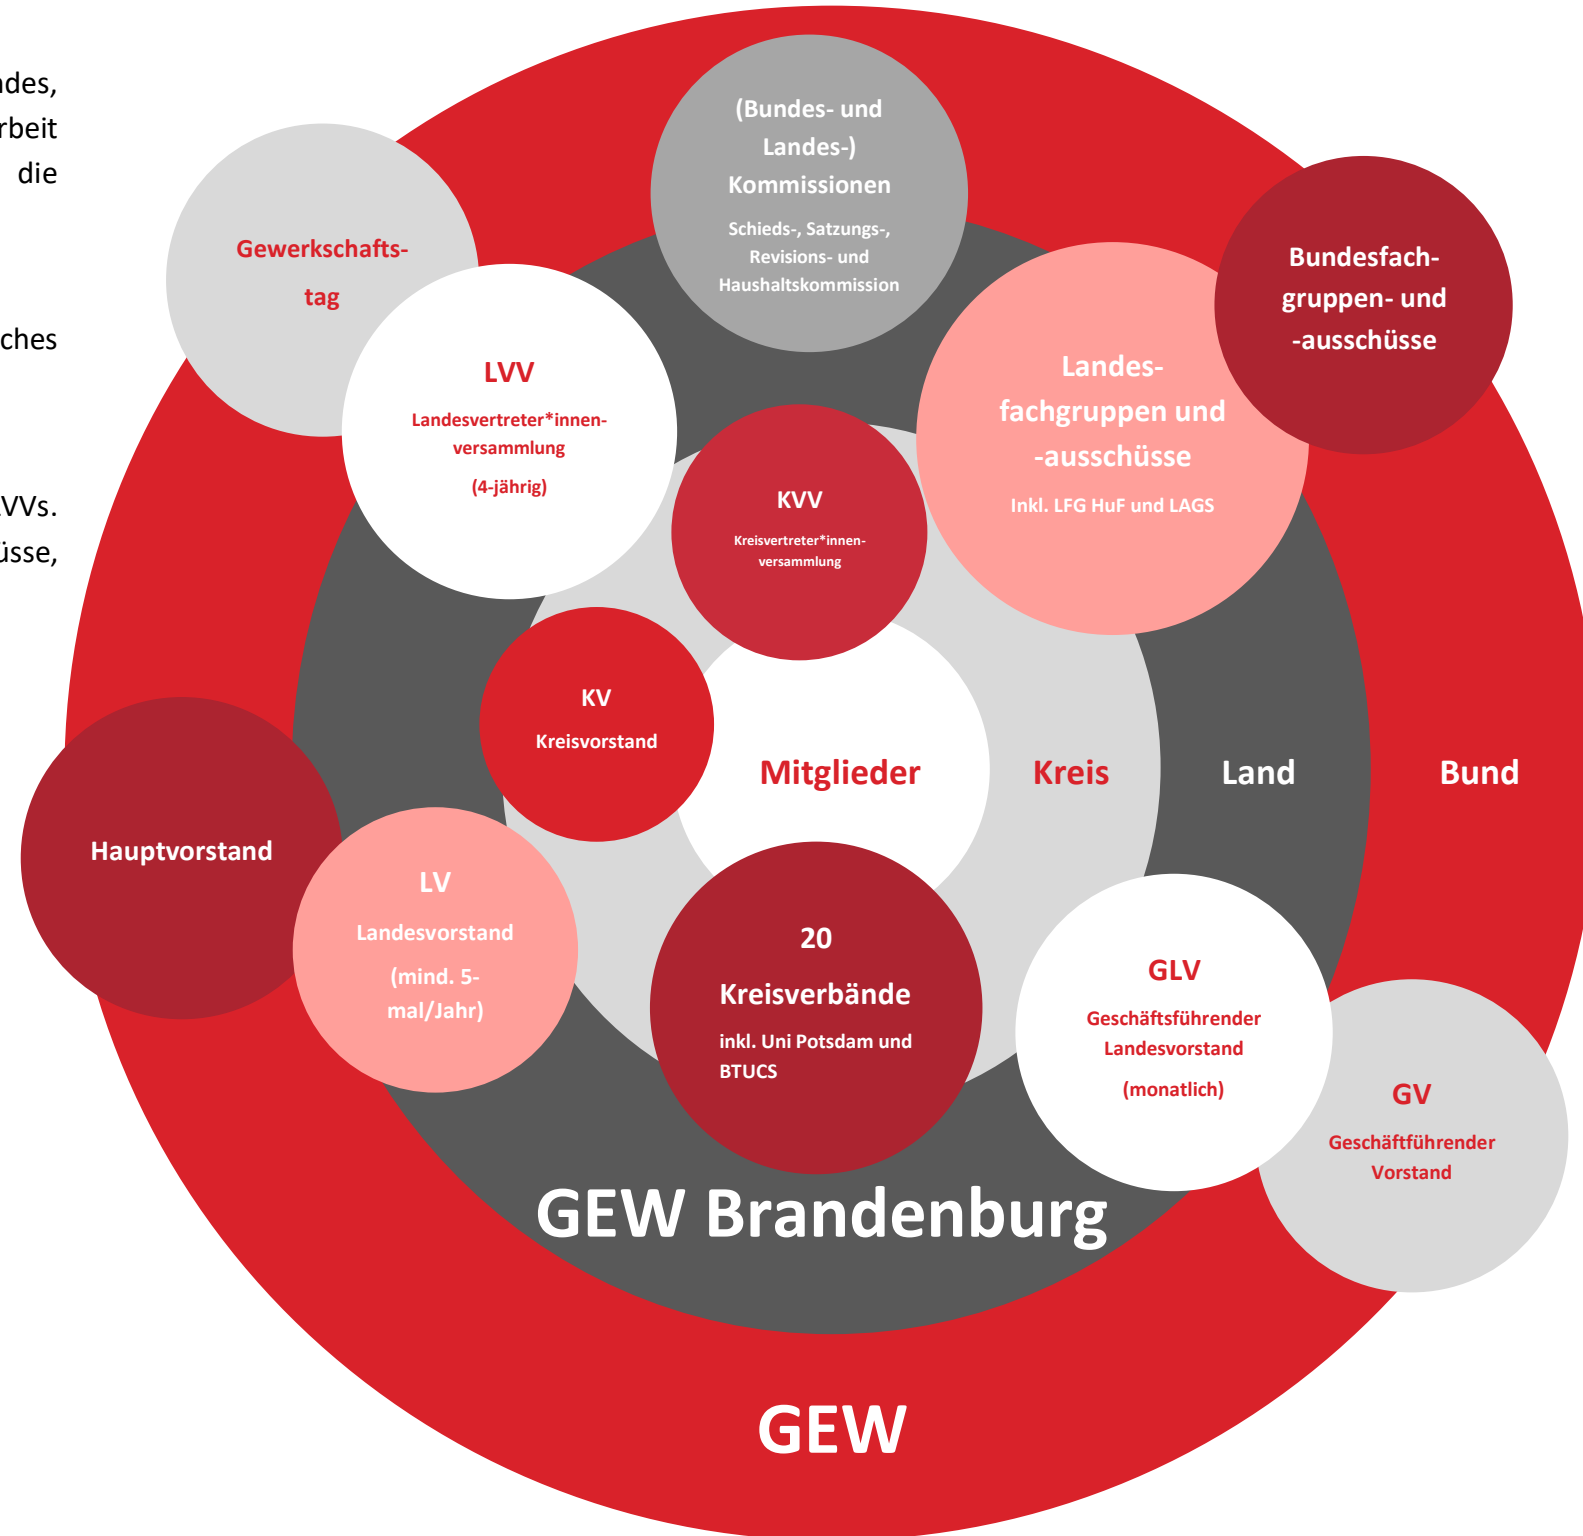 ndes,
rbeit
die
ches
LVVs.
üsse,
(Bundes- und
Landes-)
Kommissionen
Schieds-, Satzungs-,
Revisions- und
Haushaltskommission
Gewerkschafts-
tag
Bundesfach-
gruppen- und
-ausschüsse
LVV
Landesvertreter*innen-
versammlung
(4-jährig)
Landes-
fachgruppen und
-ausschüsse
Inkl. LFG HuF und LAGS
KVV
Kreisvertreter*innen-
versammlung
KV
Kreisvorstand
Mitglieder
Kreis
Land
Bund
Hauptvorstand
LV
Landesvorstand
(mind. 5-
mal/Jahr)
20
Kreisverbände
inkl. Uni Potsdam und
BTUCS
GLV
Geschäftsführender
Landesvorstand
(monatlich)
GV
Geschäftführender
Vorstand
GEW Brandenburg
GEW